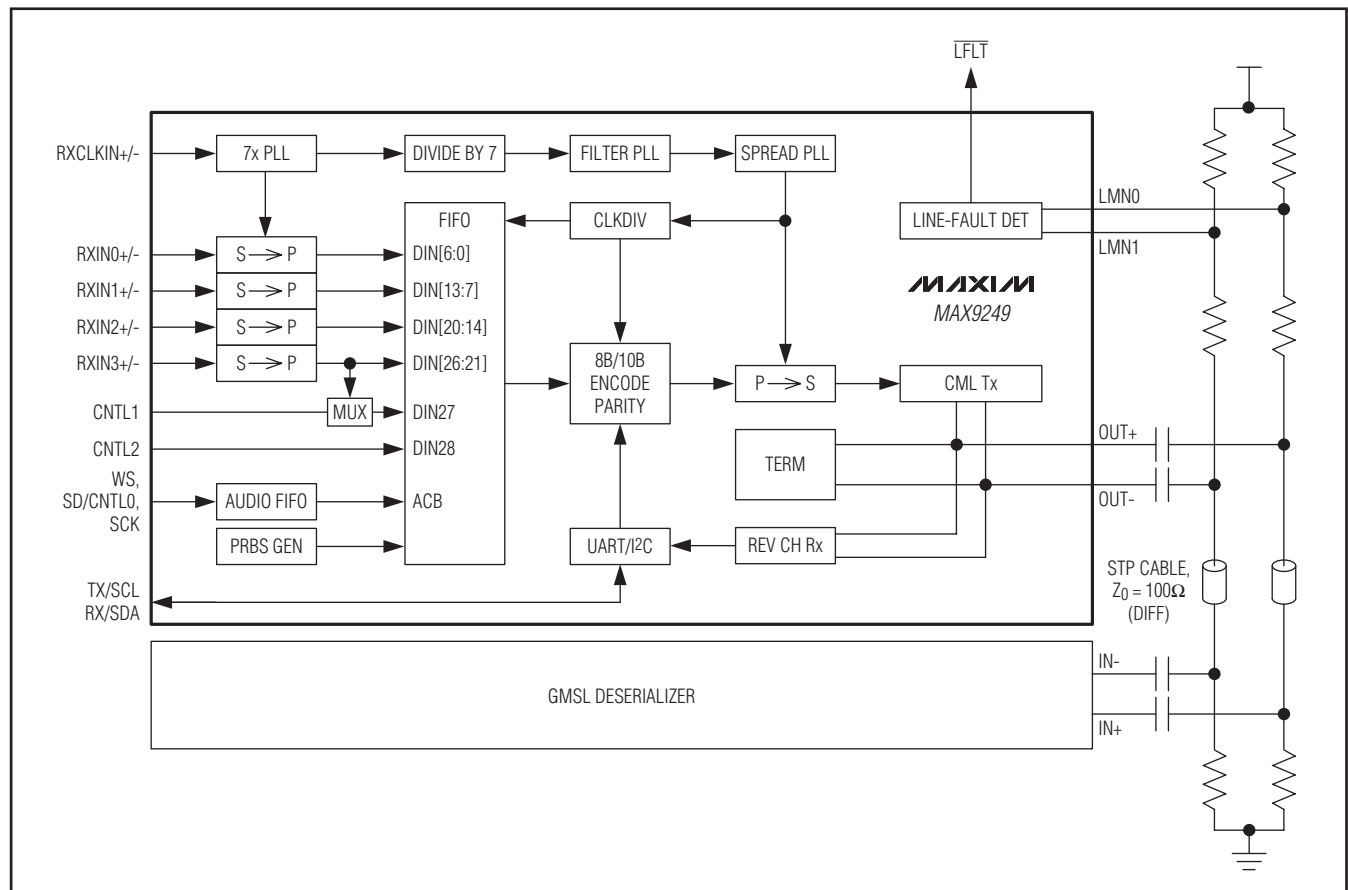 LFLT
RXCLKIN+/-
7x PLL
DIVIDE BY 7
FILTER PLL
SPREAD PLL
LMN0
LMN1
FIFO
CLKDIV
LINE-FAULT DET
RXIN0+/-
S P
DIN[6:0]
RXIN1+/-
S P
DIN[13:7]
RXIN2+/-
S P
DIN[20:14]
RXIN3+/-
S P
DIN[26:21]
MAXIM
MAX9249
8B/10B
ENCODE
PARITY
P S
CML Tx
CNTL1
MUX
DIN27
CNTL2
DIN28
TERM
OUT+
OUT-
WS,
SD/CNTL0,
SCK
AUDIO FIFO
ACB
PRBS GEN
UART/I2C
REV CH Rx
TX/SCL
RX/SDA
STP CABLE,
Z0 = 100Ω
(DIFF)
GMSL DESERIALIZER
IN-
IN+